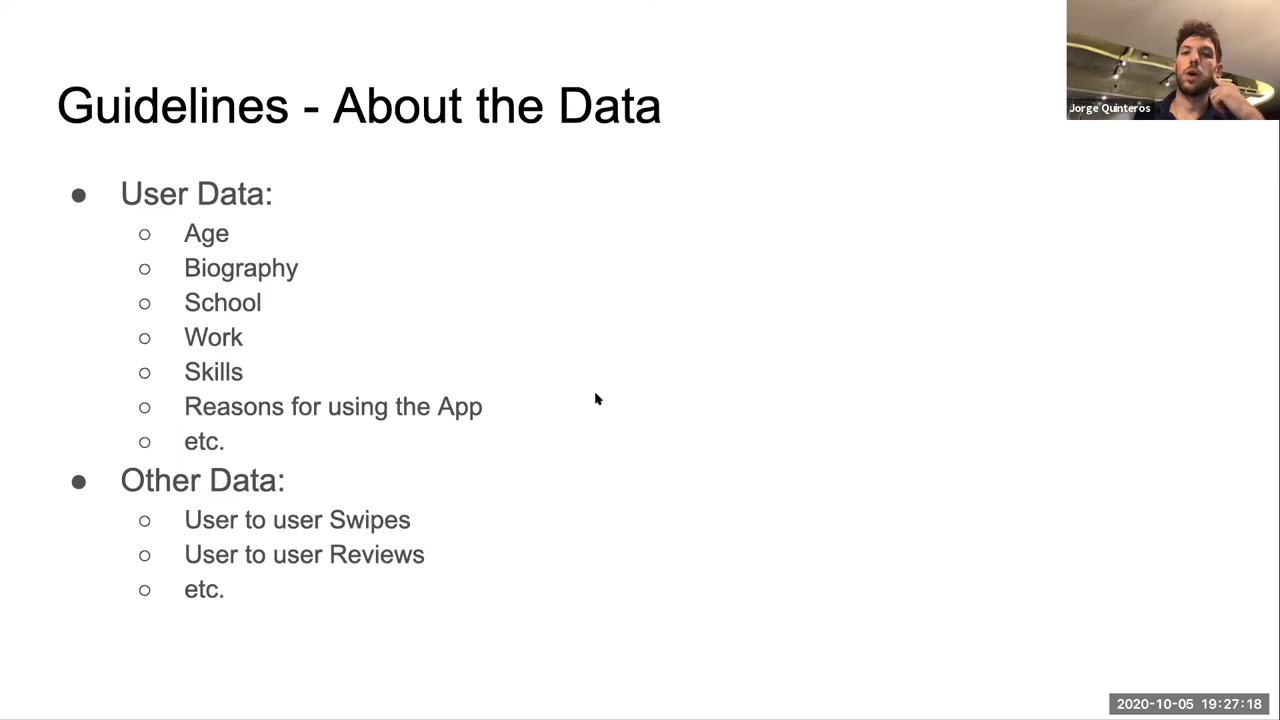 Guidelines - About the Data
Jorge Quinteros
● User Data:
○ Age
○ Biography
○ School
○ Work
○ Skills
○ Reasons for using the App
○ etc.
● Other Data:
○ User to user Swipes
○ User to user Reviews
○ etc.
2020-10-05 19:27:18